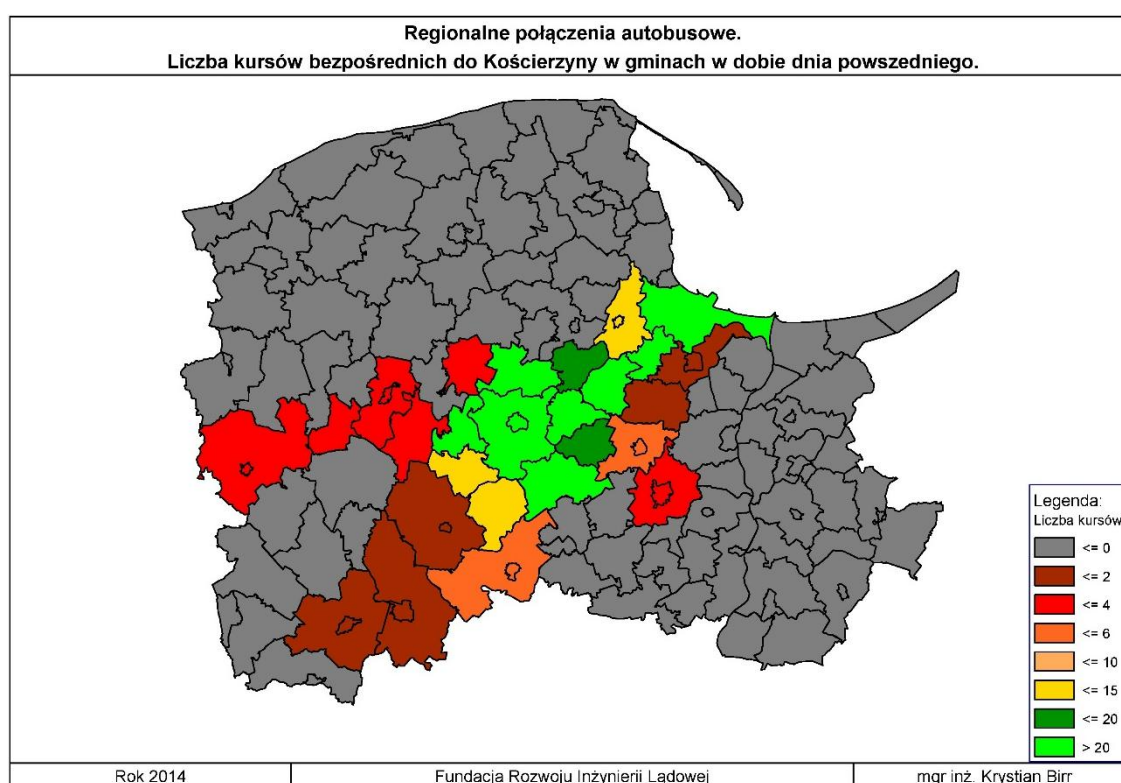 Regionalne połączenia autobusowe.
Liczba kursów bezpośrednich do Kościerzyny w gminach w dobie dnia powszedniego.
Legenda:
Liczba kursów
<= 0
<= 2
<= 4
<= 6
<= 10
<= 15
<= 20
> 20
Rok 2014
Fundacja Rozwoju Inżynierii Lądowej
mgr inż. Krystian Birr